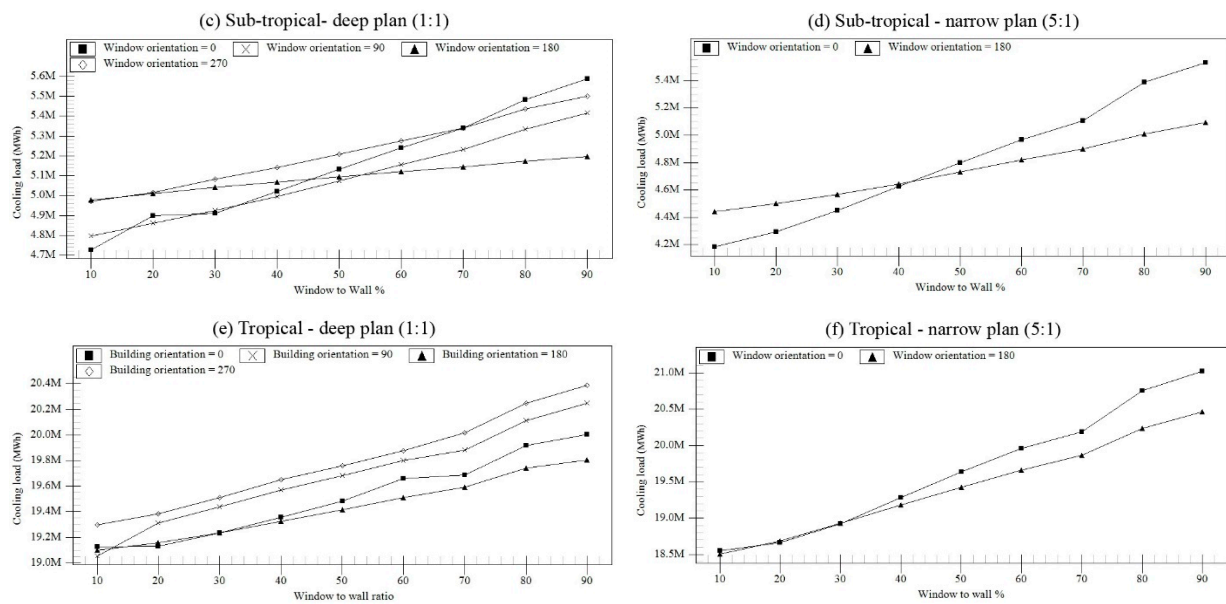 (c) Sub-tropical- deep plan (1:1)
Window orientation = 0 Window orientation = 90 Window orientation = 180
Window orientation = 270
Cooling load (MWh)
5.6M
5.5M
5.4M
5.3M
5.2M
5.1M
5.0M
4.9M
4.8M
4.7M
10 20 30 40 50 60 70 80 90
Window to Wall %
(d) Sub-tropical - narrow plan (5:1)
Window orientation = 0 Window orientation = 180
Cooling load (MWh)
5.4M
5.2M
5.0M
4.8M
4.6M
4.4M
4.2M
10 20 30 40 50 60 70 80 90
Window to Wall %
(e) Tropical - deep plan (1:1)
Building orientation = 0 Building orientation = 90 Building orientation = 180
Building orientation = 270
Cooling load (MWh)
20.4M
20.2M
20.0M
19.8M
19.6M
19.4M
19.2M
19.0M
10 20 30 40 50 60 70 80 90
Window to wall ratio
(f) Tropical - narrow plan (5:1)
Window orientation = 0 Window orientation = 180
Cooling load (MWh)
21.0M
20.5M
20.0M
19.5M
19.0M
18.5M
10 20 30 40 50 60 70 80 90
Window to wall %